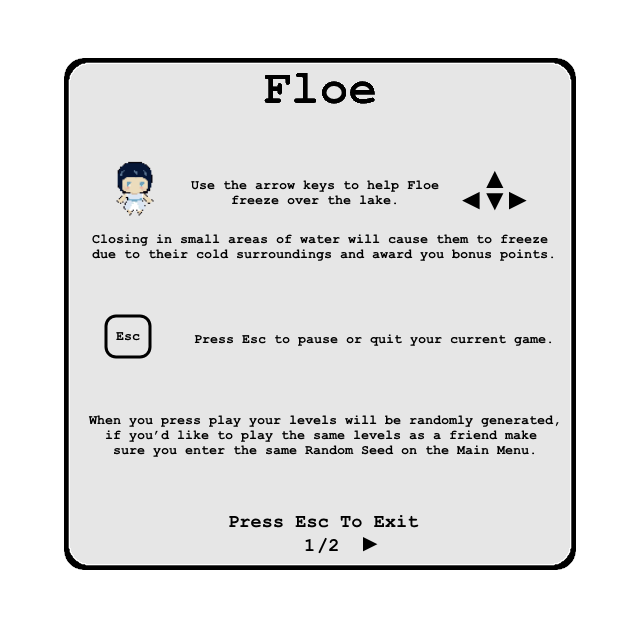 Floe
Use the arrow keys to help Floe
freeze over the lake.
Closing in small areas of water will cause them to freeze
due to their cold surroundings and award you bonus points.
Esc
Press Esc to pause or quit your current game.
When you press play your levels will be randomly generated,
if you’d like to play the same levels as a friend make
sure you enter the same Random Seed on the Main Menu.
Press Esc To Exit
1/2